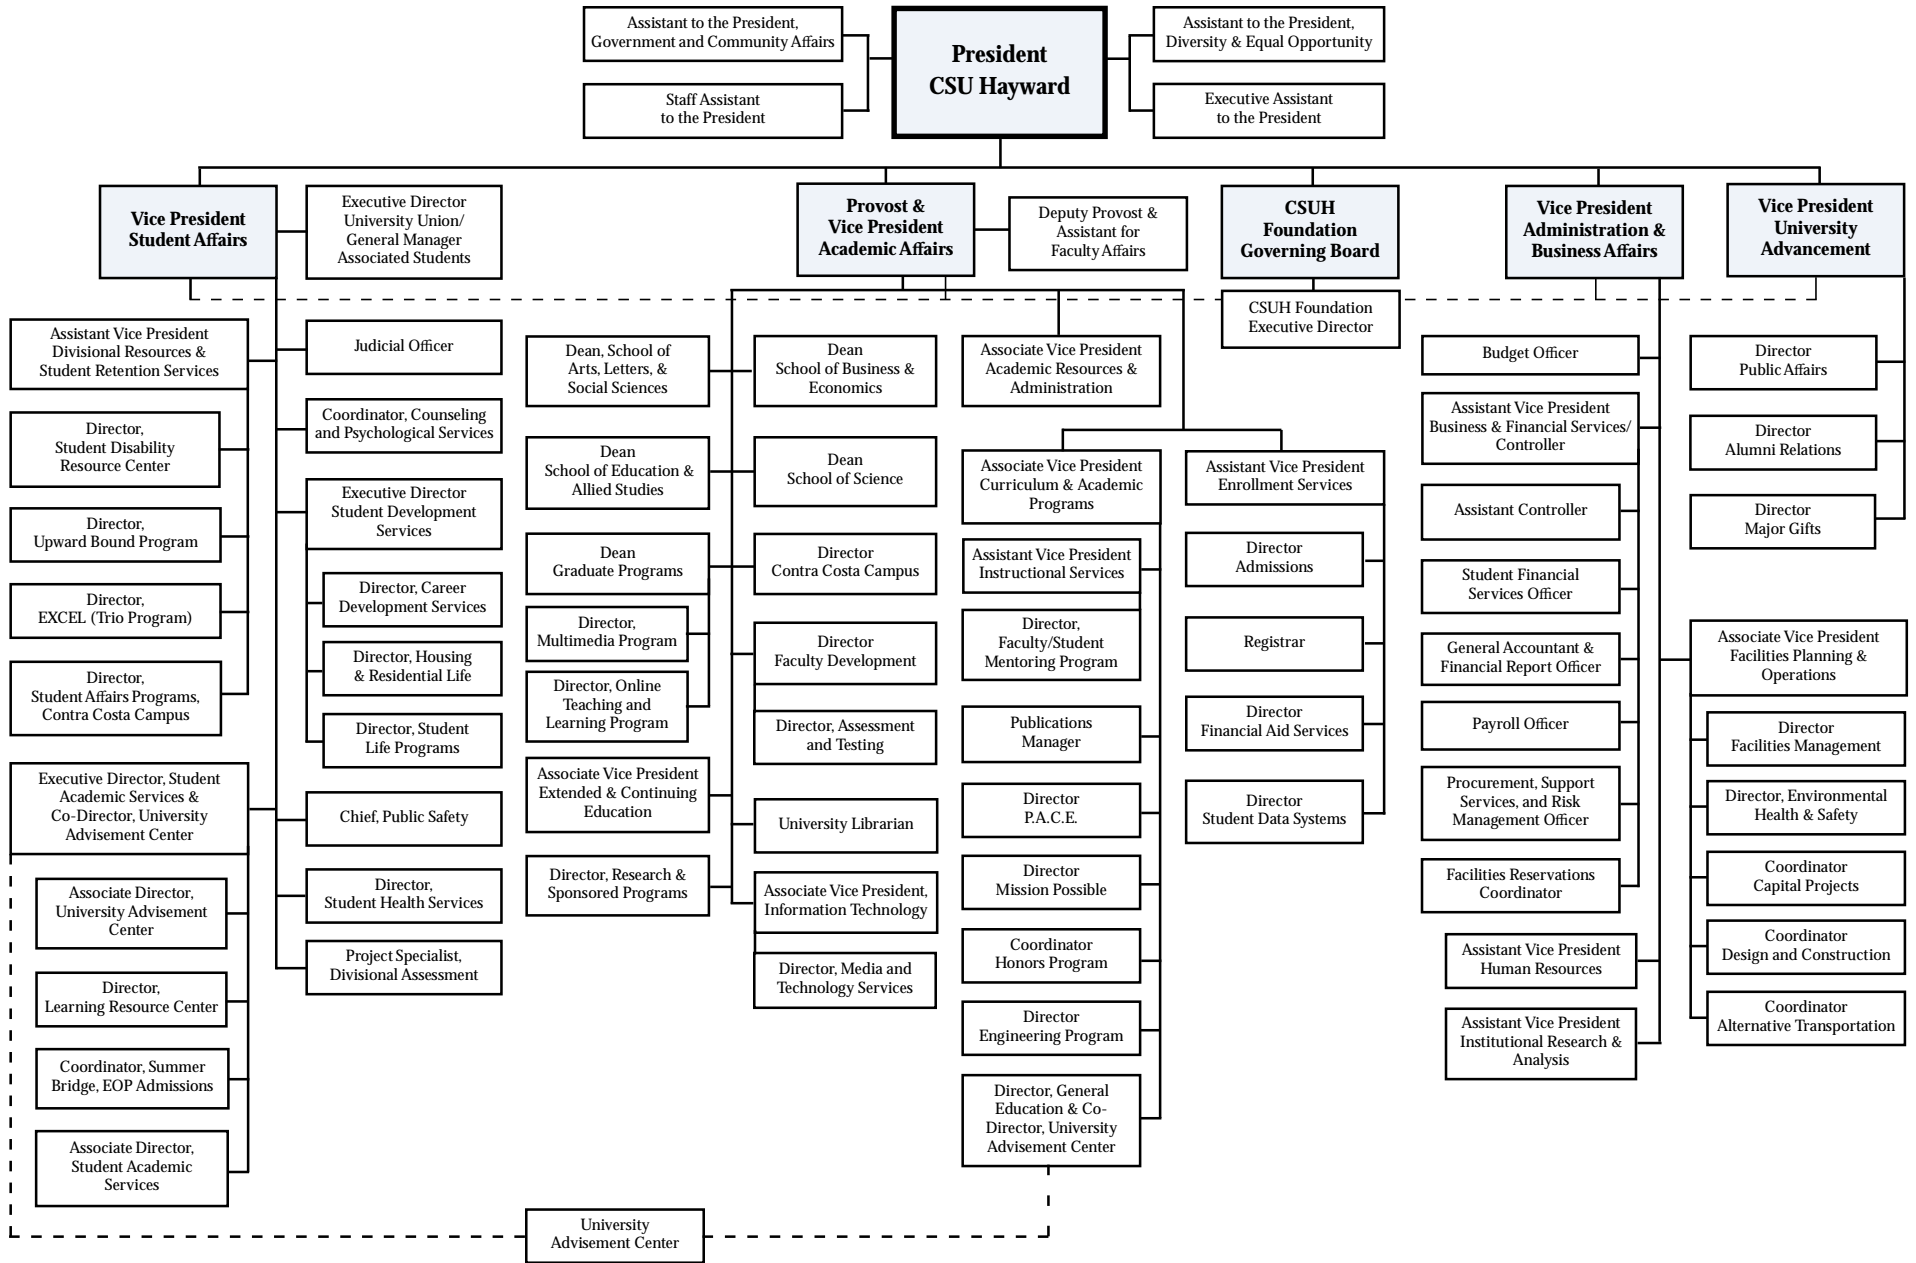 Assistant to the President,
Government and Community Affairs
Staff Assistant
to the President
President
CSU Hayward
Assistant to the President,
Diversity & Equal Opportunity
Executive Assistant
to the President
Vice President
Student Affairs
Executive Director
University Union/
General Manager
Associated Students
Provost &
Vice President
Academic Affairs
Deputy Provost &
Assistant for
Faculty Affairs
CSUH
Foundation
Governing Board
CSUH Foundation
Executive Director
Vice President
Administration &
Business Affairs
Vice President
University
Advancement
Assistant Vice President
Divisional Resources &
Student Retention Services
Director,
Student Disability
Resource Center
Director,
Upward Bound Program
Director,
EXCEL (Trio Program)
Director,
Student Affairs Programs,
Contra Costa Campus
Executive Director, Student
Academic Services &
Co-Director, University
Advisement Center
Associate Director,
University Advisement
Center
Director,
Learning Resource Center
Coordinator, Summer
Bridge, EOP Admissions
Associate Director,
Student Academic
Services
Judicial Officer
Coordinator, Counseling
and Psychological Services
Executive Director
Student Development
Services
Director, Career
Development Services
Director, Housing
& Residential Life
Director, Student
Life Programs
Chief, Public Safety
Director,
Student Health Services
Project Specialist,
Divisional Assessment
Dean, School of
Arts, Letters, &
Social Sciences
Dean
School of Education &
Allied Studies
Dean
Graduate Programs
Director,
Multimedia Program
Director, Online
Teaching and
Learning Program
Associate Vice President
Extended & Continuing
Education
Director, Research &
Sponsored Programs
Dean
School of Business &
Economics
Dean
School of Science
Director
Contra Costa Campus
Director
Faculty Development
Director, Assessment
and Testing
University Librarian
Associate Vice President,
Information Technology
Director, Media and
Technology Services
Associate Vice President
Academic Resources &
Administration
Associate Vice President
Curriculum & Academic
Programs
Assistant Vice President
Instructional Services
Director,
Faculty/Student
Mentoring Program
Publications
Manager
Director
P.A.C.E.
Director
Mission Possible
Coordinator
Honors Program
Director
Engineering Program
Director, General
Education & Co-
Director, University
Advisement Center
Assistant Vice President
Enrollment Services
Director
Admissions
Registrar
Director
Financial Aid Services
Director
Student Data Systems
Budget Officer
Assistant Vice President
Business & Financial Services/
Controller
Assistant Controller
Student Financial
Services Officer
General Accountant &
Financial Report Officer
Payroll Officer
Procurement, Support
Services, and Risk
Management Officer
Facilities Reservations
Coordinator
Assistant Vice President
Human Resources
Assistant Vice President
Institutional Research &
Analysis
Director
Public Affairs
Director
Alumni Relations
Director
Major Gifts
Associate Vice President
Facilities Planning &
Operations
Director
Facilities Management
Director, Environmental
Health & Safety
Coordinator
Capital Projects
Coordinator
Design and Construction
Coordinator
Alternative Transportation
University
Advisement Center